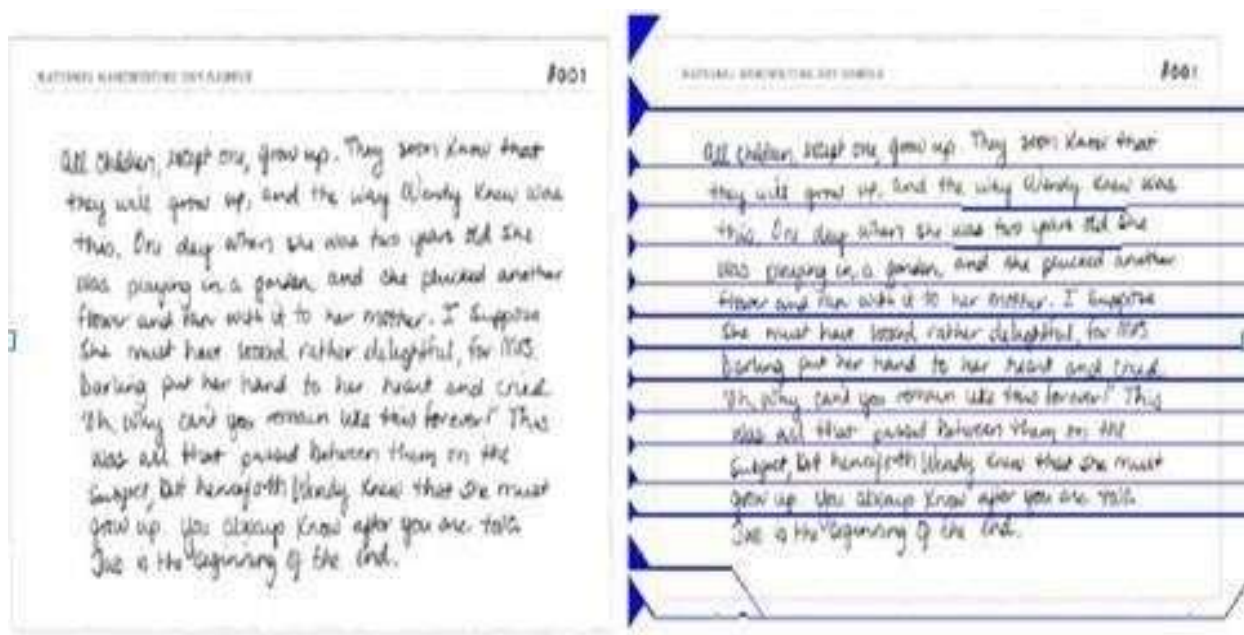 NATIONAL HANDWRITING DAY SAMPLE
#001
All children, except one, grow up. They soon know that
they will grow up, and the way Wendy knew was
this. One day when she was two years old she
was playing in a garden, and she plucked another
flower and ran with it to her mother. I suppose
she must have looked rather delightful, for Mrs
Darling put her hand to her heart and cried
"Oh, why can't you remain like this forever!" This
was all that passed between them on the
subject, but henceforth Wendy knew that she must
grow up. You always know after you are
Two is the beginning of the end.
NATIONAL HANDWRITING DAY SAMPLE
#001
All children, except one, grow up. They soon know that
they will grow up, and the way Wendy knew was
this. One day when she was two years old she
was playing in a garden, and she plucked another
flower and ran with it to her mother. I suppose
she must have looked rather delightful, for Mrs
Darling put her hand to her heart and cried
"Oh, why can't you remain like this forever!" This
was all that passed between them on the
subject, but henceforth Wendy knew that she must
grow up. You always know after you are
Two is the beginning of the end.